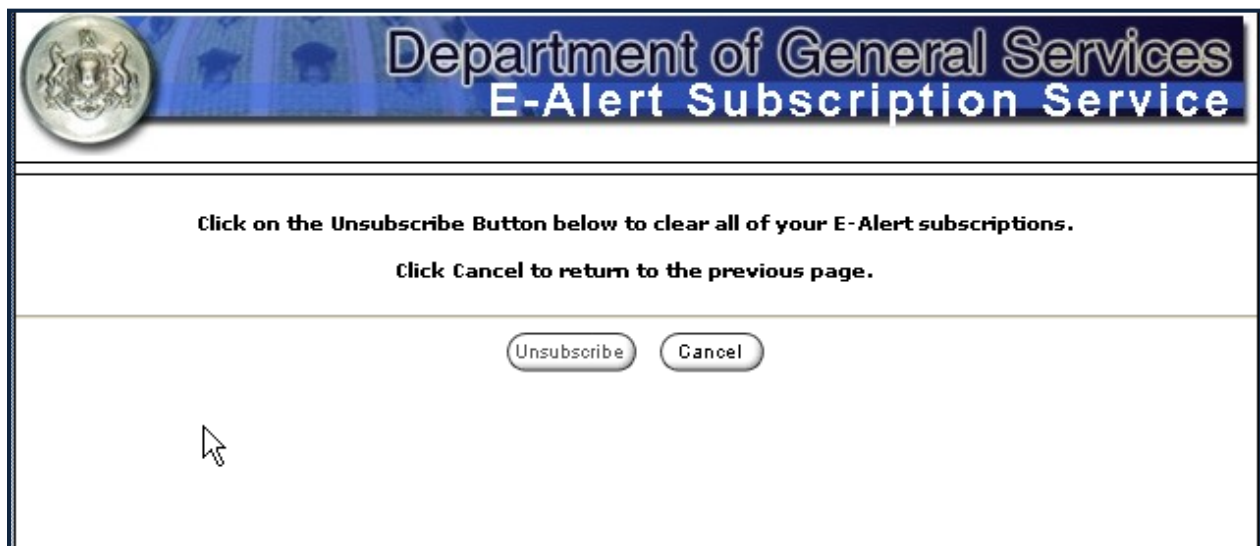 Department of General Services
E-Alert Subscription Service
Click on the Unsubscribe Button below to clear all of your E-Alert subscriptions.
Click Cancel to return to the previous page.
Unsubscribe Cancel